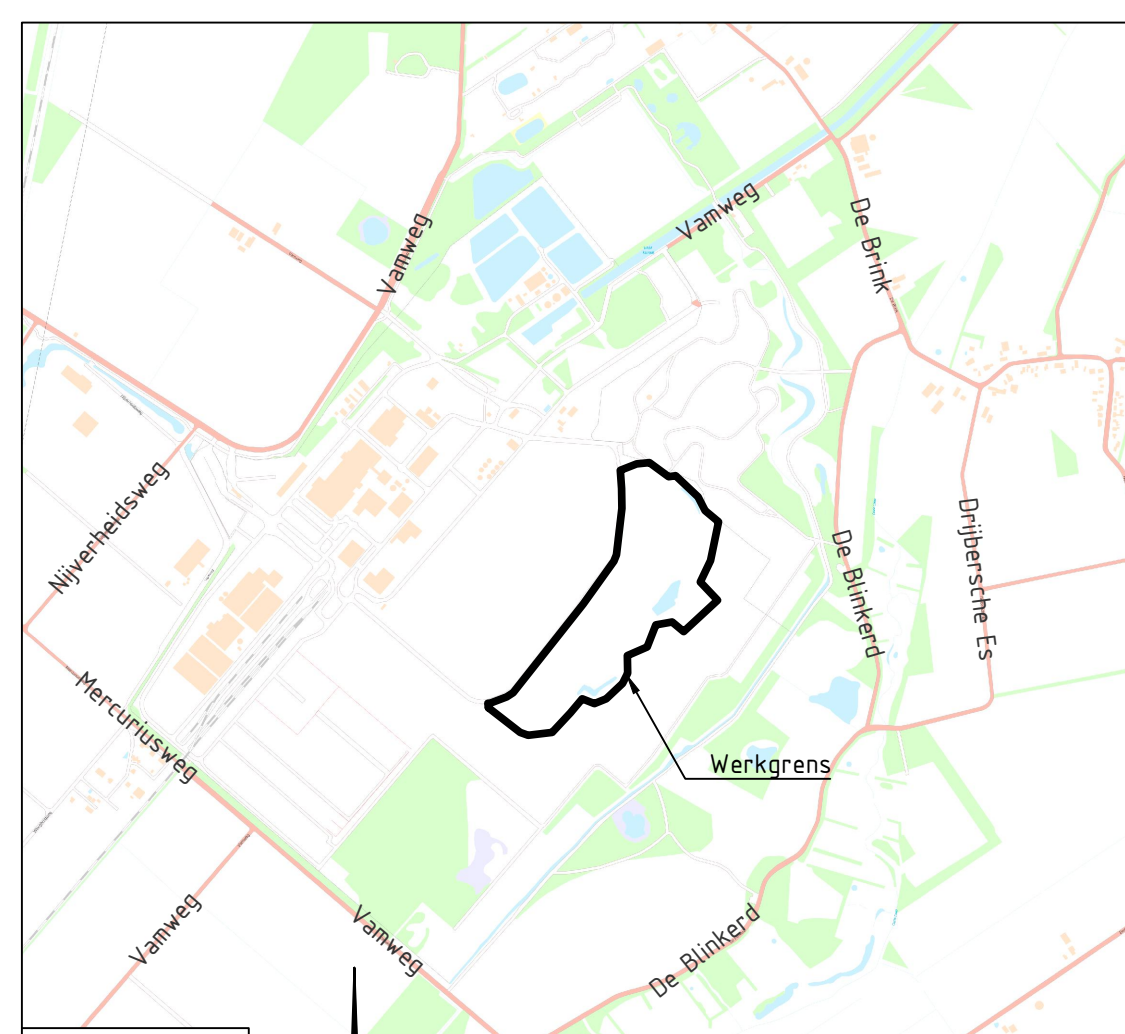 Vamweg
Vamweg
De Brink
Nijverheidsweg
De Blinkerd
Drijbersche Es
Mercuriusweg
Werkgrens
Vamweg
Vamweg
De Blinkerd